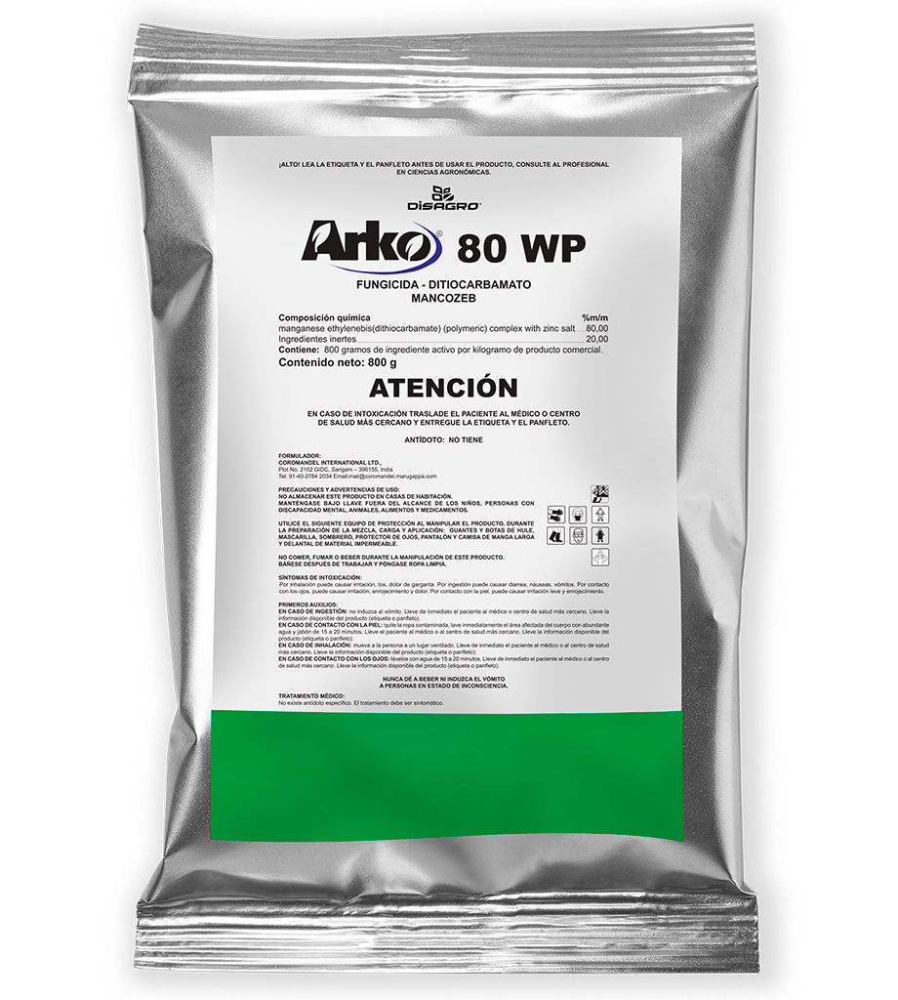 ¡ALTO! LEA LA ETIQUETA Y EL PANFLETO ANTES DE USAR EL PRODUCTO, CONSULTE AL PROFESIONAL
EN CIENCIAS AGRONÓMICAS.
DISAGRO®
Arko® 80 WP
FUNGICIDA - DITIOCARBAMATO
MANCOZEB
Composición química %m/m
manganese ethylenebis(dithiocarbamate) (polymeric) complex with zinc salt 80,00
Ingredientes inertes 20,00
Contiene: 800 gramos de ingrediente activo por kilogramo de producto comercial.
Contenido neto: 800 g
ATENCIÓN
EN CASO DE INTOXICACIÓN TRASLADE EL PACIENTE AL MÉDICO O CENTRO
DE SALUD MÁS CERCANO Y ENTREGUE LA ETIQUETA Y EL PANFLETO.
ANTÍDOTO: NO TIENE
FORMULADOR:
COROMANDEL INTERNATIONAL LTD.,
Plot No. 2102 GIDC, Sarigam – 396155, India
Tel: 91-40-2784 2034 Email:mail@coromandel.marugappa.com
PRECAUCIONES Y ADVERTENCIAS DE USO:
NO ALMACENAR ESTE PRODUCTO EN CASAS DE HABITACIÓN.
MANTÉNGASE BAJO LLAVE FUERA DEL ALCANCE DE LOS NIÑOS, PERSONAS CON
DISCAPACIDAD MENTAL, ANIMALES, ALIMENTOS Y MEDICAMENTOS.
UTILICE EL SIGUIENTE EQUIPO DE PROTECCIÓN AL MANIPULAR EL PRODUCTO, DURANTE
LA PREPARACIÓN DE LA MEZCLA, CARGA Y APLICACIÓN: GUANTES Y BOTAS DE HULE,
MASCARILLA, SOMBRERO, PROTECTOR DE OJOS, PANTALÓN Y CAMISA DE MANGA LARGA
Y DELANTAL DE MATERIAL IMPERMEABLE.
NO COMER, FUMAR O BEBER DURANTE LA MANIPULACIÓN DE ESTE PRODUCTO.
BÁÑESE DESPUÉS DE TRABAJAR Y PÓNGASE ROPA LIMPIA.
SÍNTOMAS DE INTOXICACIÓN:
Por inhalación puede causar irritación, tos, dolor de garganta. Por ingestión puede causar diarrea, náuseas, vómitos. Por contacto
con los ojos, puede causar irritación, enrojecimiento y dolor. Por contacto con la piel, puede causar irritación leve y enrojecimiento.
PRIMEROS AUXILIOS:
EN CASO DE INGESTIÓN: no induzca al vómito. Lleve de inmediato el paciente al médico o centro de salud más cercano. Lleve la
información disponible del producto (etiqueta o panfleto).
EN CASO DE CONTACTO CON LA PIEL: quite la ropa contaminada, lave inmediatamente el área afectada del cuerpo con abundante
agua y jabón de 15 a 20 minutos. Lleve el paciente al médico o al centro de salud más cercano. Lleve la información disponible del
producto (etiqueta o panfleto).
EN CASO DE INHALACIÓN: mueva a la persona a un lugar ventilado. Lleve de inmediato el paciente al médico o al centro de salud
más cercano. Lleve la información disponible del producto (etiqueta o panfleto).
EN CASO DE CONTACTO CON LOS OJOS: lávelos con agua de 15 a 20 minutos. Lleve de inmediato el paciente al médico o al centro
de salud más cercano. Lleve la información disponible del producto (etiqueta o panfleto).
NUNCA DÉ A BEBER NI INDUZCA EL VÓMITO
A PERSONAS EN ESTADO DE INCONSCIENCIA.
TRATAMIENTO MÉDICO:
No existe antídoto específico. El tratamiento debe ser sintomático.